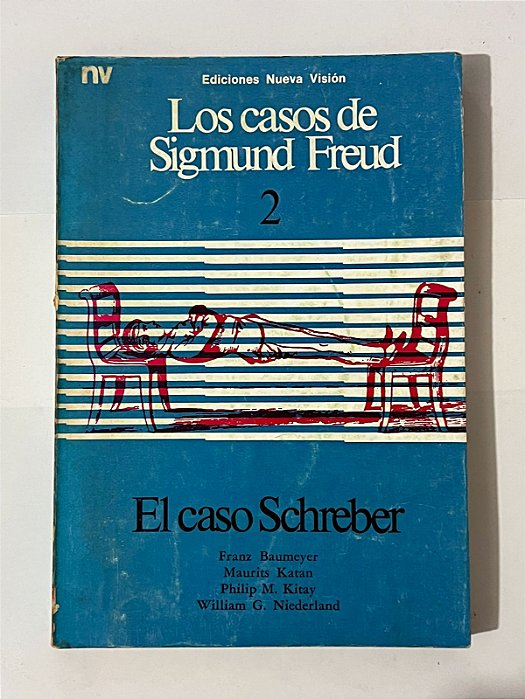 nv
Ediciones Nueva Visión
Los casos de
Sigmund Freud
2
El caso Schreber
Franz Baumeyer
Maurits Katan
Philip M. Kitay
William G. Niederland